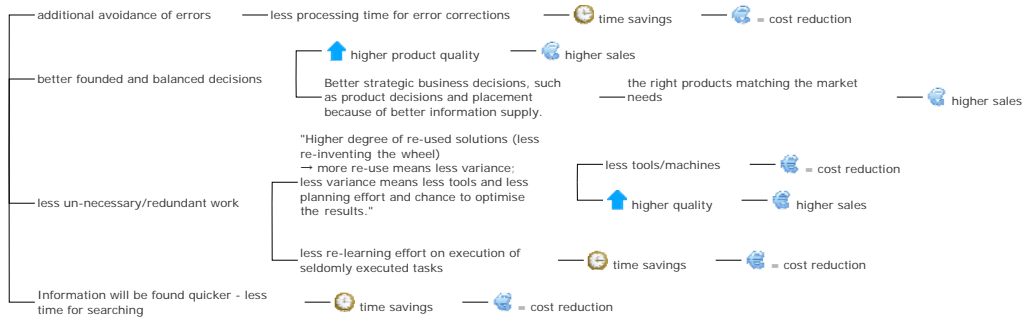 additional avoidance of errors
less processing time for error corrections
time savings
= cost reduction
better founded and balanced decisions
higher product quality
higher sales
Better strategic business decisions, such
as product decisions and placement
because of better information supply.
the right products matching the market
needs
higher sales
less un-necessary/redundant work
"Higher degree of re-used solutions (less
re-inventing the wheel)
→ more re-use means less variance;
less variance means less tools and less
planning effort and chance to optimise
the results."
less tools/machines
= cost reduction
higher quality
higher sales
less re-learning effort on execution of
seldomly executed tasks
time savings
= cost reduction
Information will be found quicker - less
time for searching
time savings
= cost reduction